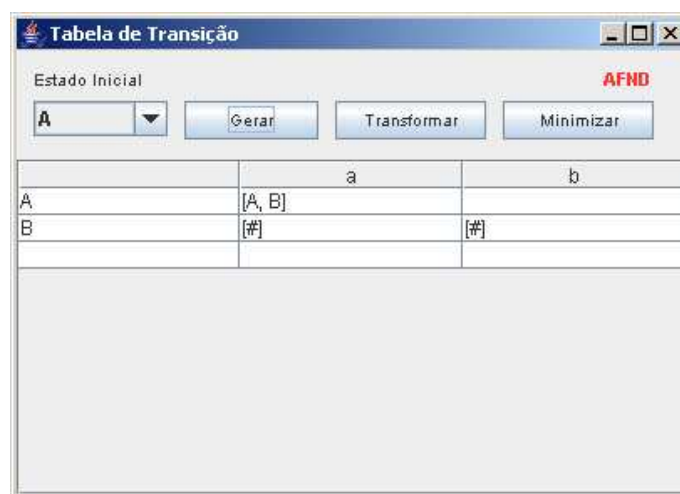 Tabela de Transição
Estado Inicial AFND
A Gerar Transformar Minimizar
a b
A [A, B]
B [#] [#]